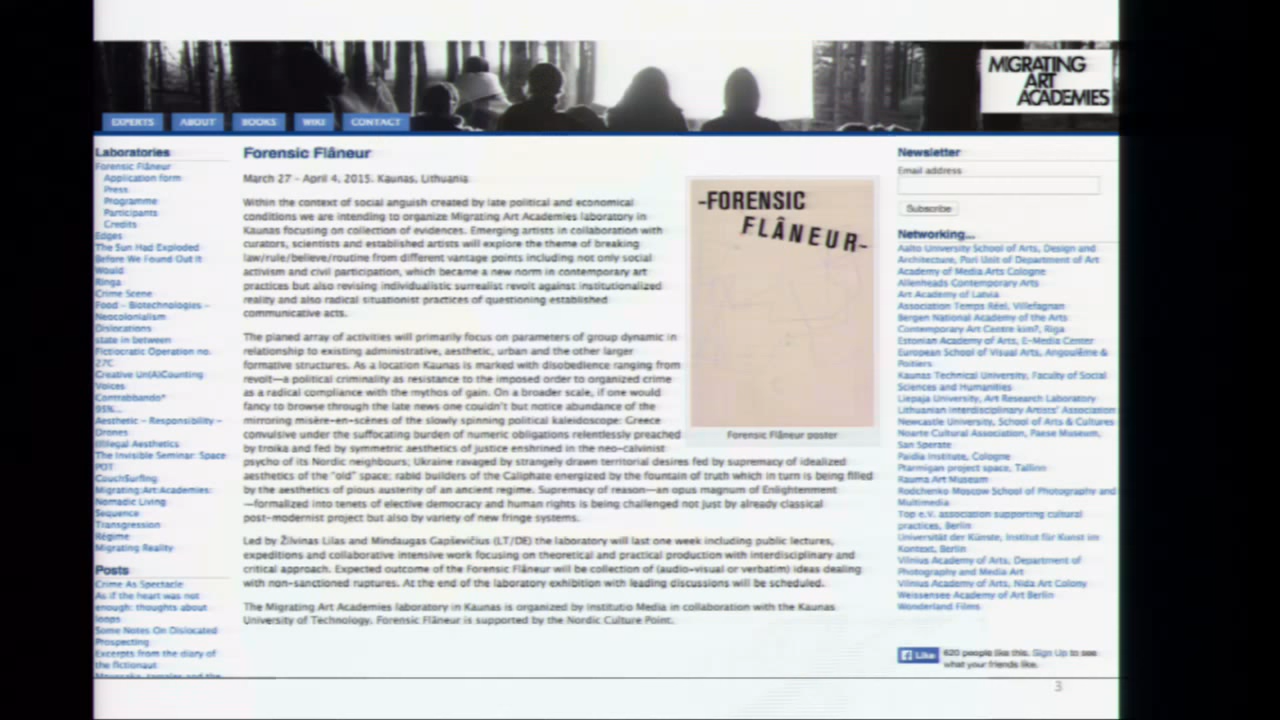 MIGRATING
ART
ACADEMIES
EXPERTS
ABOUT
BOOKS
WIKI
CONTACT
Laboratories
Forensic Flâneur
Application form
Press
Programme
Participants
Credits
Edges
The Sun Had Exploded
Before We Found Out It
Would
Ringa
Crime Scene
Food - Biotechnologies -
Neocolonialism
Dislocations
state in between
Fictiocratic Operation no.
27C
Creative Un(A)Counting
Voices
Contrabbando*
95%...
Aesthetic - Responsibility -
Drones
(Il)legal Aesthetics
The Invisible Seminar: Space
POT
CouchSurfing
Migrating:Art:Academies:
Nomadic Living
Sequence
Transgression
Régime
Migrating Reality
Posts
Crime As Spectacle
As if the heart was not
enough: thoughts about
loops
Some Notes On Dislocated
Prospecting
Excerpts from the diary of
the fictionaut
Forensic Flâneur
March 27 - April 4, 2015. Kaunas, Lithuania
Within the context of social anguish created by late political and economical
conditions we are intending to organize Migrating Art Academies laboratory in
Kaunas focusing on collection of evidences. Emerging artists in collaboration with
curators, scientists and established artists will explore the theme of breaking
law/rule/believe/routine from different vantage points including not only social
activism and civil participation, which became a new norm in contemporary art
practices but also revising individualistic surrealist revolt against institutionalized
reality and also radical situationist practices of questioning established
communicative acts.
The planed array of activities will primarily focus on parameters of group dynamic in
relationship to existing administrative, aesthetic, urban and the other larger
formative structures. As a location Kaunas is marked with disobedience ranging from
revolt—a political criminality as resistance to the imposed order to organized crime
as a radical compliance with the mythos of gain. On a broader scale, if one would
fancy to browse through the late news one couldn't but notice abundance of the
mirroring misère-en-scènes of the slowly spinning political kaleidoscope: Greece
convulsive under the suffocating burden of numeric obligations relentlessly preached
by troika and fed by symmetric aesthetics of justice enshrined in the neo-calvinist
psycho of its Nordic neighbours; Ukraine ravaged by strangely drawn territorial desires fed by supremacy of idealized
aesthetics of the "old" space; rabid builders of the Caliphate energized by the fountain of truth which in turn is being filled
by the aesthetics of pious austerity of an ancient regime. Supremacy of reason—an opus magnum of Enlightenment
—formalized into tenets of elective democracy and human rights is being challenged not just by already classical
post-modernist project but also by variety of new fringe systems.
Led by Žilvinas Lilas and Mindaugas Gapševičius (LT/DE) the laboratory will last one week including public lectures,
expeditions and collaborative intensive work focusing on theoretical and practical production with interdisciplinary and
critical approach. Expected outcome of the Forensic Flâneur will be collection of (audio-visual or verbatim) ideas dealing
with non-sanctioned ruptures. At the end of the laboratory exhibition with leading discussions will be scheduled.
The Migrating Art Academies laboratory in Kaunas is organized by Institutio Media in collaboration with the Kaunas
University of Technology. Forensic Flâneur is supported by the Nordic Culture Point.
-FORENSIC
FLÂNEUR-
Forensic Flâneur poster
Newsletter
Email address
Subscribe
Networking...
Aalto University School of Arts, Design and
Architecture, Pori Unit of Department of Art
Academy of Media Arts Cologne
Allenheads Contemporary Arts
Art Academy of Latvia
Association Temps Réel, Villefagnan
Bergen National Academy of the Arts
Contemporary Art Centre kim?, Riga
Estonian Academy of Arts, E-Media Center
European School of Visual Arts, Angoulême &
Poitiers
Kaunas Technical University, Faculty of Social
Sciences and Humanities
Liepaja University, Art Research Laboratory
Lithuanian Interdisciplinary Artists' Association
Newcastle University, School of Arts & Cultures
Noarte Cultural Association, Paese Museum,
San Sperate
Paidia Institute, Cologne
Ptarmigan project space, Tallinn
Rauma Art Museum
Rodchenko Moscow School of Photography and
Multimedia
Top e.V. association supporting cultural
practices, Berlin
Universität der Künste, Institut für Kunst im
Kontext, Berlin
Vilnius Academy of Arts, Department of
Photography and Media Art
Vilnius Academy of Arts, Nida Art Colony
Weissensee Academy of Art Berlin
Wonderland Films
Like
620 people like this. Sign Up to see
what your friends like.
3